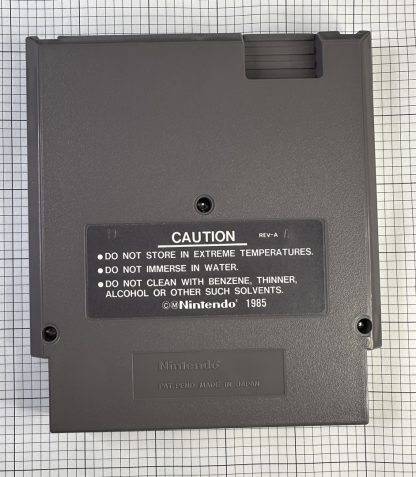 CAUTION REV-A
● DO NOT STORE IN EXTREME TEMPERATURES.
● DO NOT IMMERSE IN WATER.
● DO NOT CLEAN WITH BENZENE, THINNER,
ALCOHOL OR OTHER SUCH SOLVENTS.
©Ⓜ Nintendo® 1985
Nintendo®
PAT. PEND. MADE IN JAPAN